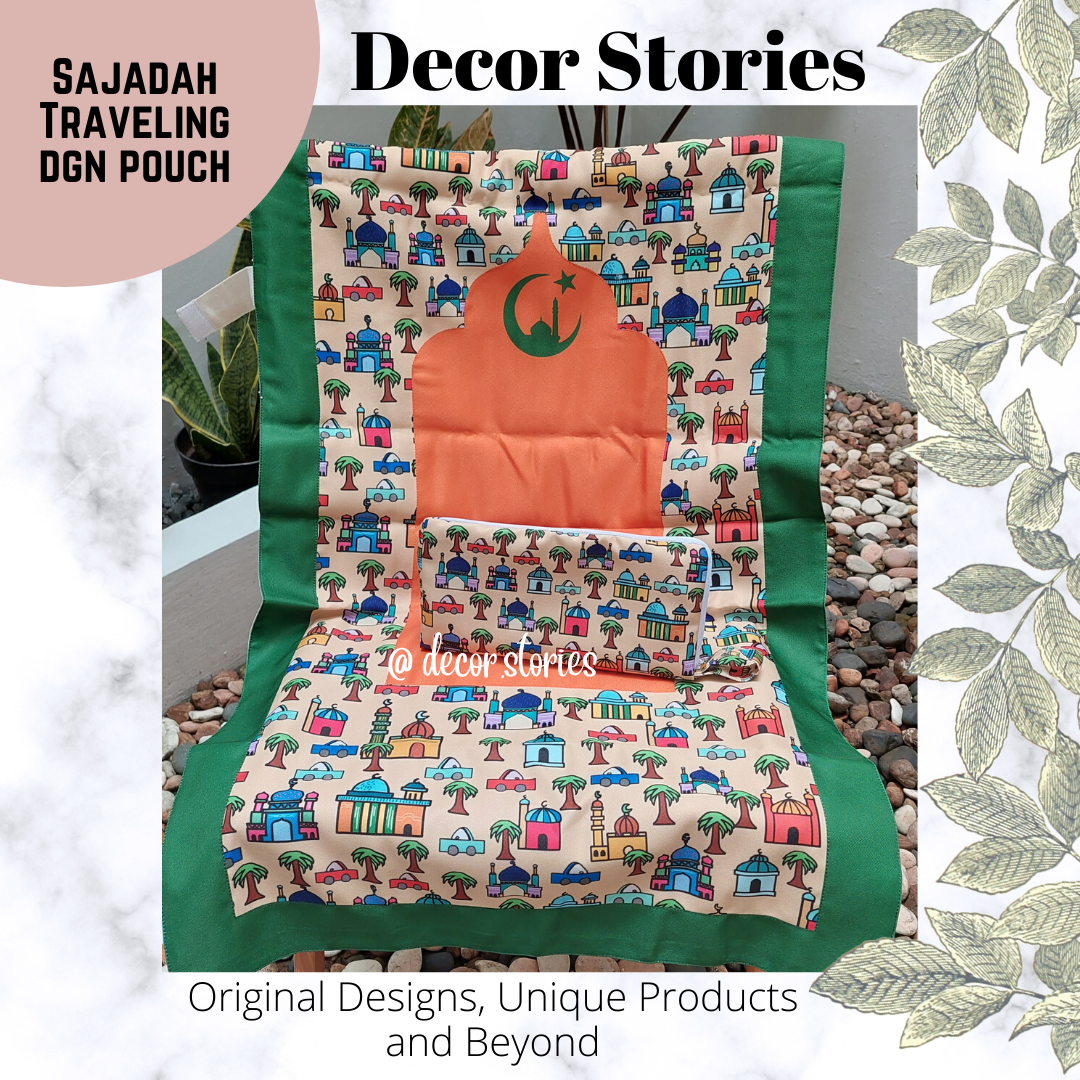 Sajadah
Traveling
dgn pouch
Decor Stories
@ decor.stories
Original Designs, Unique Products
and Beyond